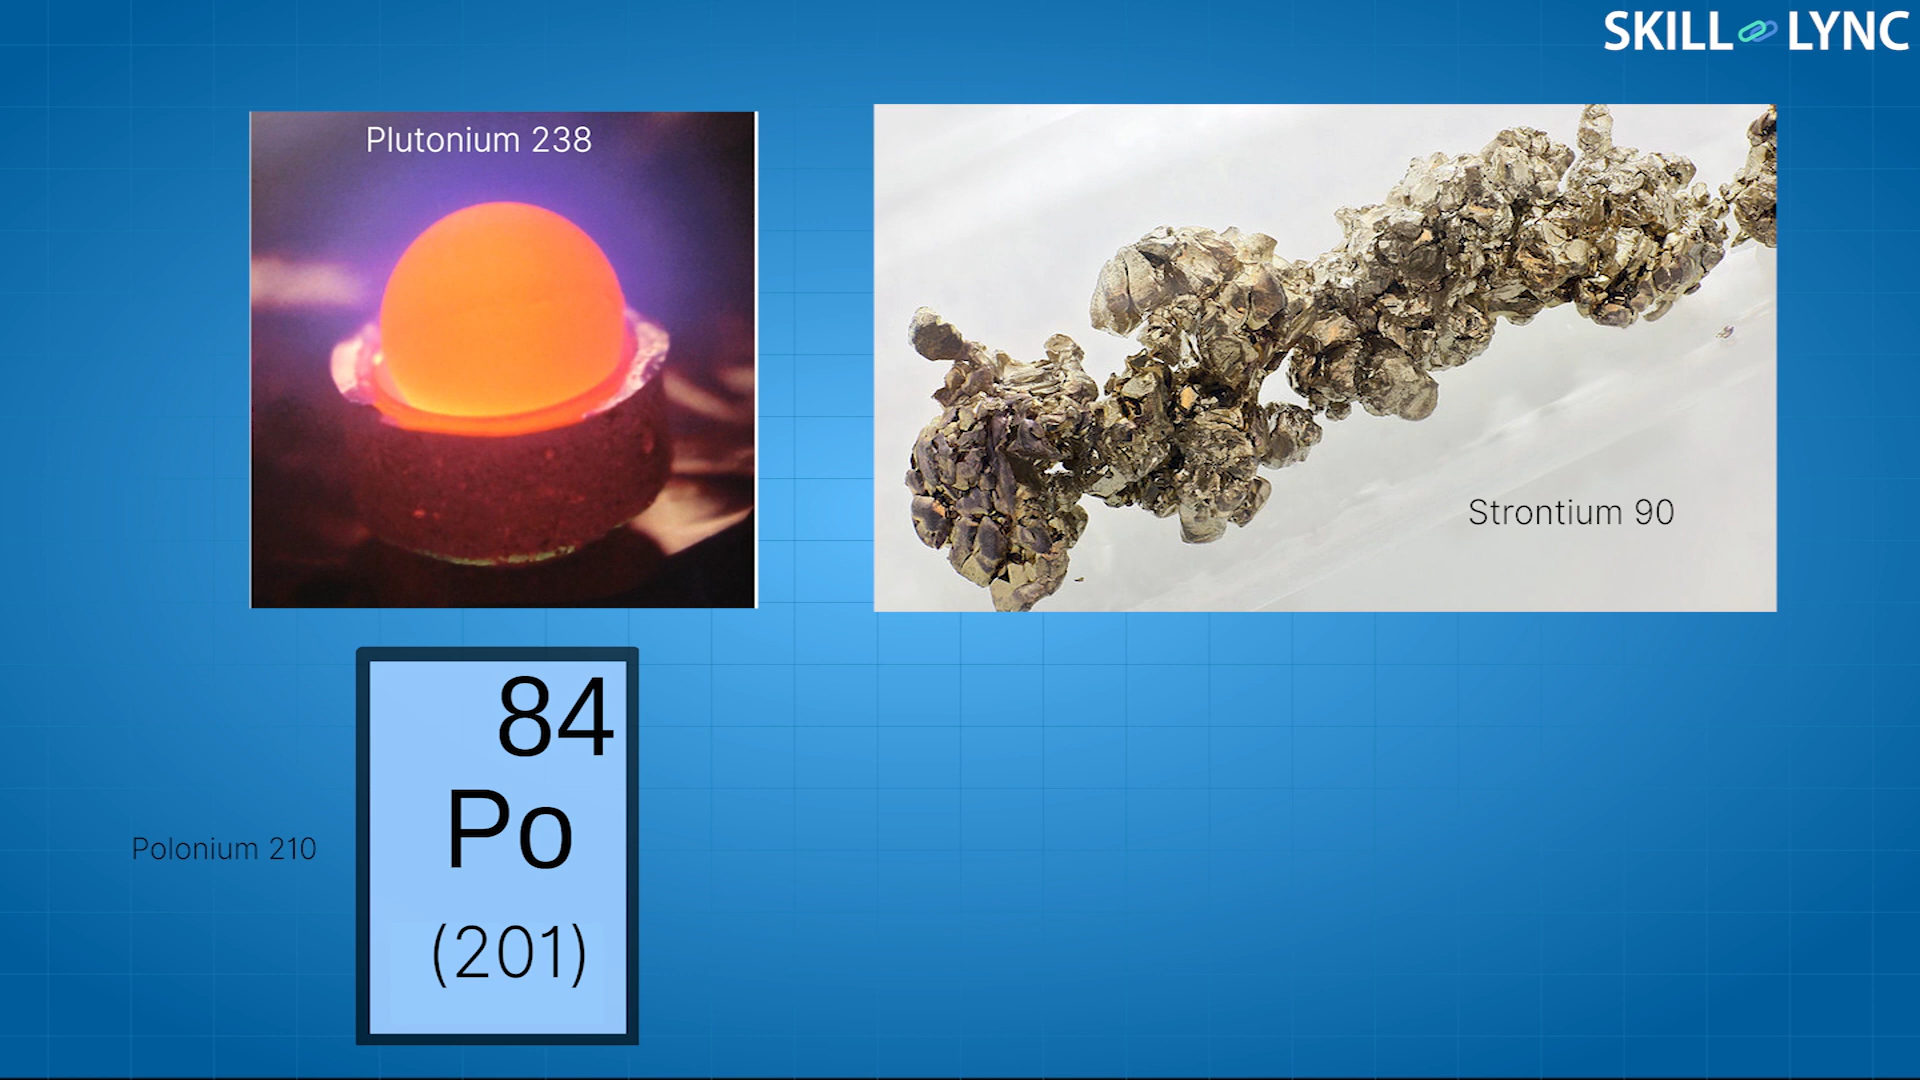 SKILL LYNC
Plutonium 238
Strontium 90
84
Po
Polonium 210
(201)